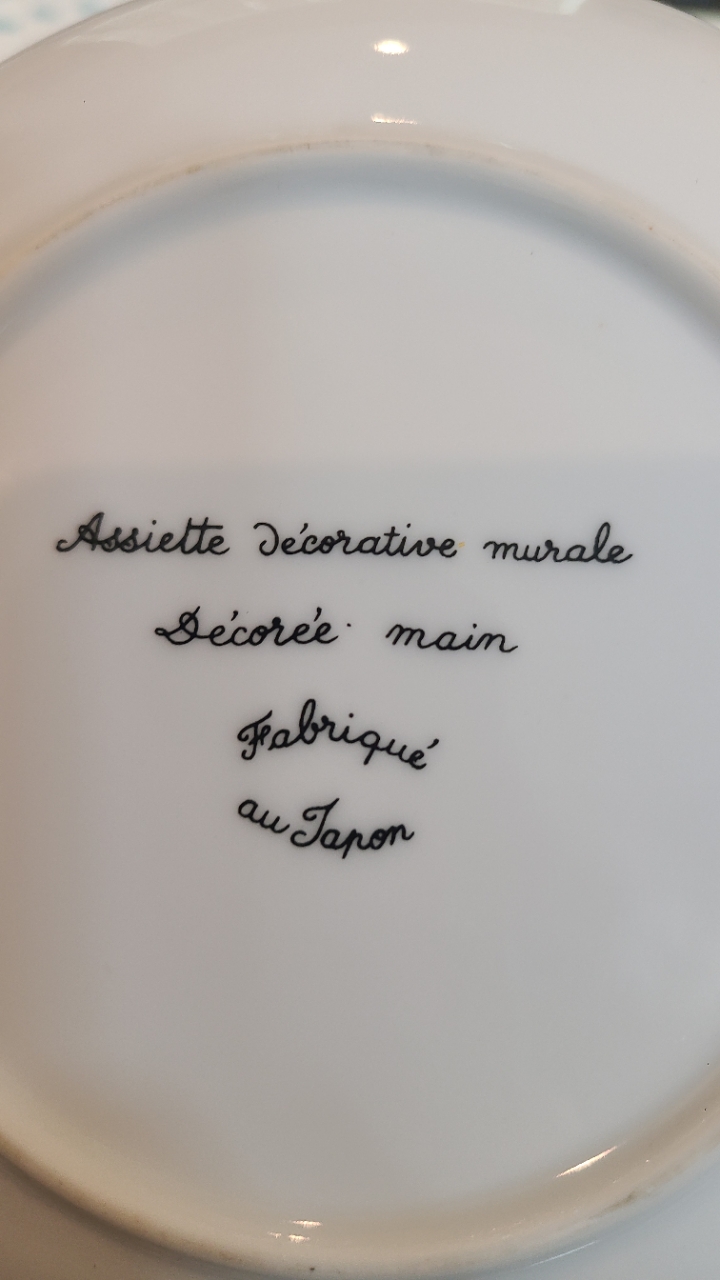 Assiette Décorative murale
Décorée main
Fabriqué
au Japon